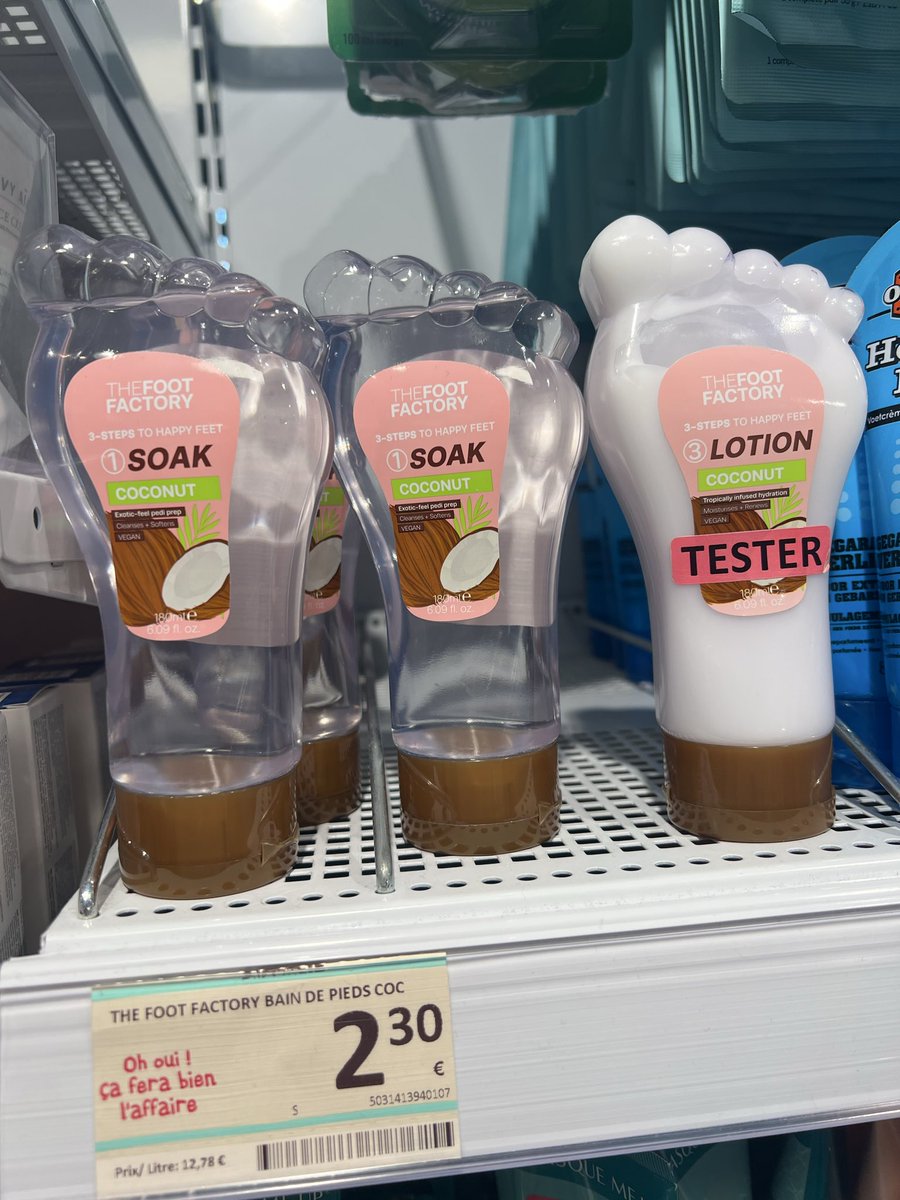 100 ml
THE FOOT
FACTORY
3-STEPS TO HAPPY FEET
1 SOAK
COCONUT
Exotic-feel pedi prep
Cleanses + Softens
VEGAN
180ml e
6.09 fl. oz.
THE FOOT
FACTORY
3-STEPS TO HAPPY FEET
1 SOAK
COCONUT
Exotic-feel pedi prep
Cleanses + Softens
VEGAN
180ml e
6.09 fl. oz.
THE FOOT
FACTORY
3-STEPS TO HAPPY FEET
3 LOTION
COCONUT
Tropically infused hydration
Moisturises + Renews
VEGAN
TESTER
180ml e
6.09 fl. oz.
THE FOOT FACTORY BAIN DE PIEDS COC
2 30
€
Oh oui !
ça fera bien
l'affaire
S
5031413940107
Prix/ Litre: 12,78 €